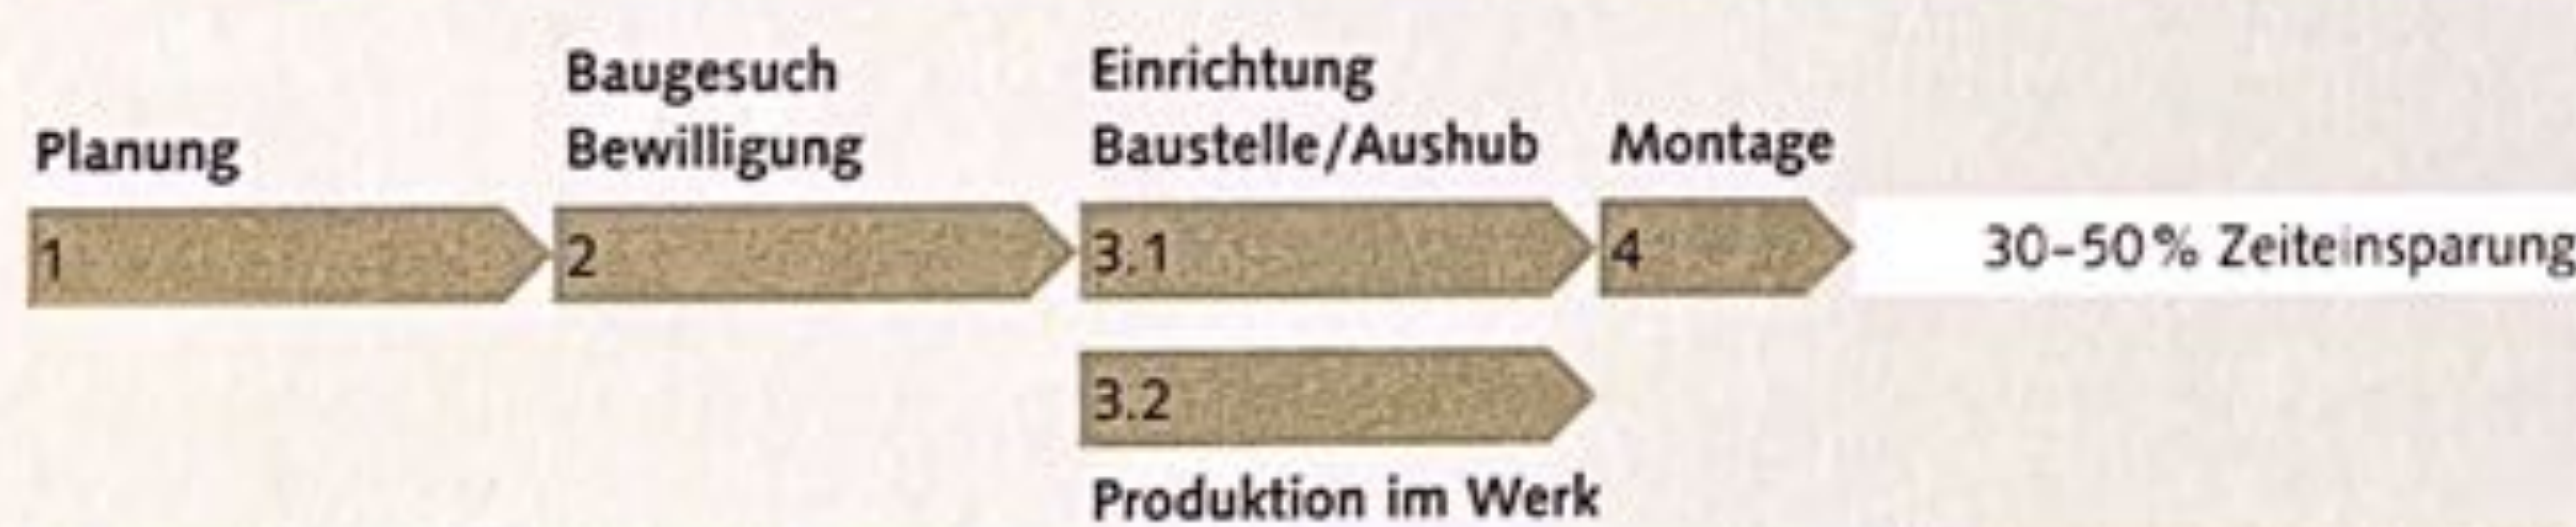 Planung
Baugesuch
Bewilligung
Einrichtung
Baustelle/Aushub
Montage
1
2
3.1
4
30–50% Zeiteinsparung
3.2
Produktion im Werk